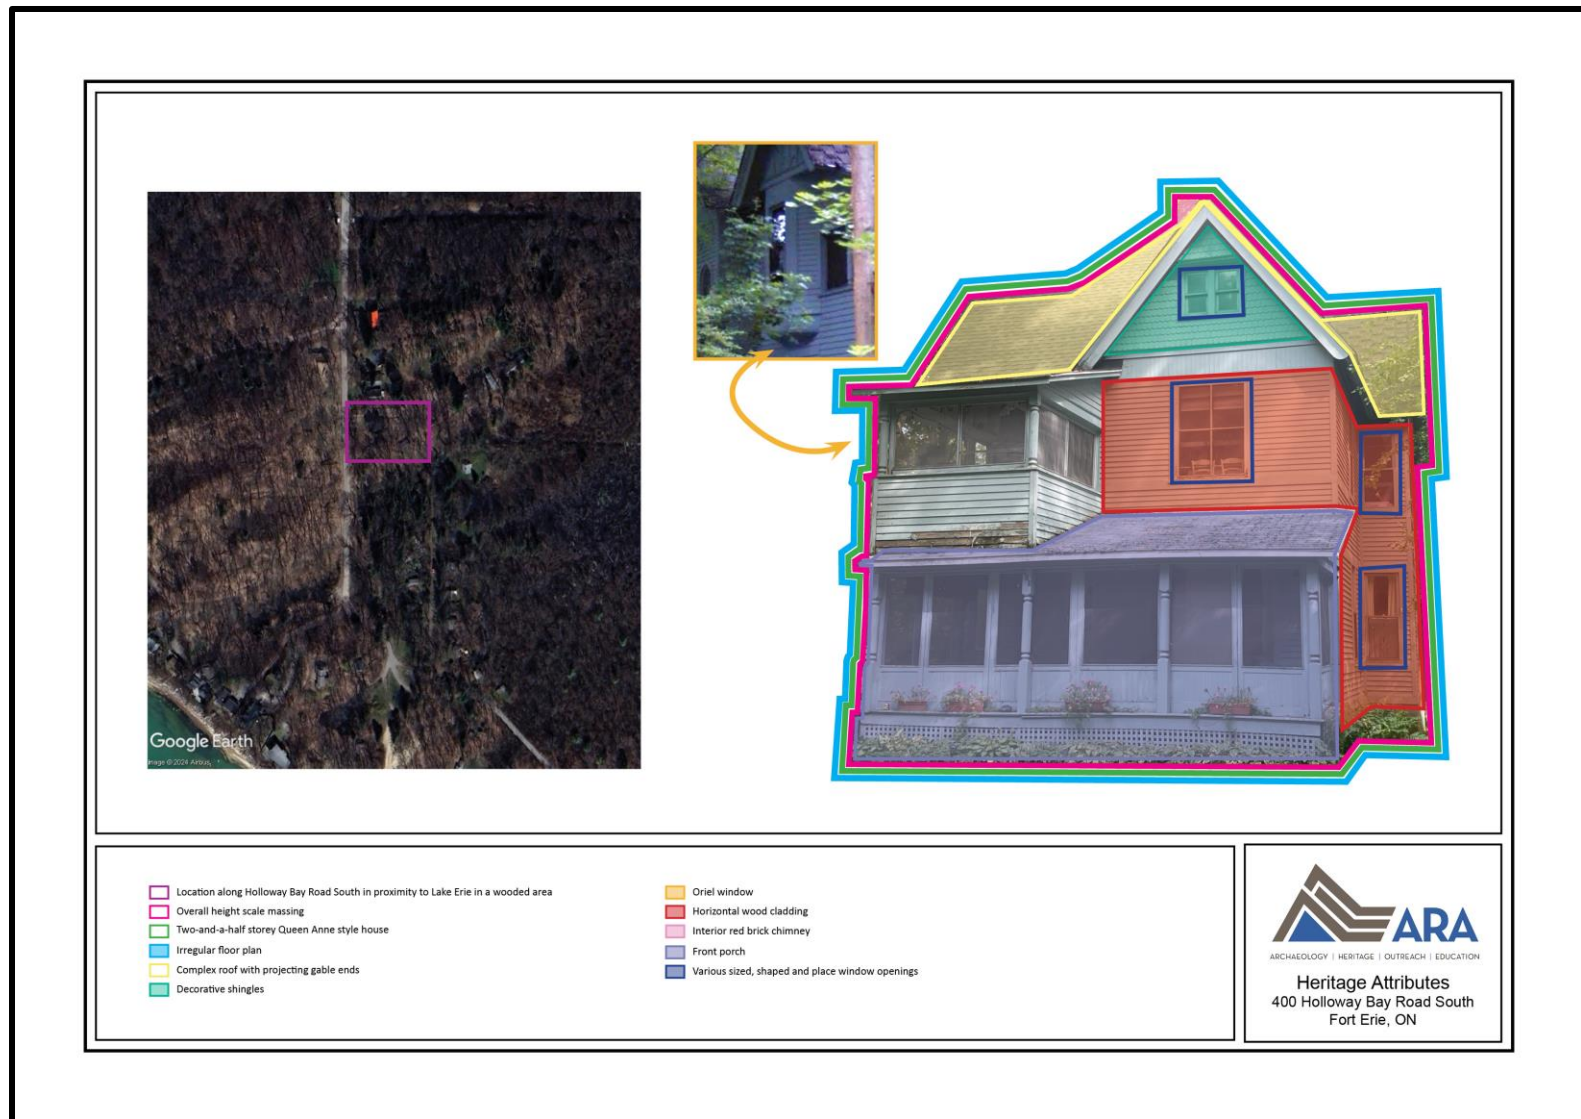 Google Earth
Image © 2024 Airbus
Location along Holloway Bay Road South in proximity to Lake Erie in a wooded area
Overall height scale massing
Two-and-a-half storey Queen Anne style house
Irregular floor plan
Complex roof with projecting gable ends
Decorative shingles
Oriel window
Horizontal wood cladding
Interior red brick chimney
Front porch
Various sized, shaped and place window openings
ARA
ARCHAEOLOGY | HERITAGE | OUTREACH | EDUCATION
Heritage Attributes
400 Holloway Bay Road South
Fort Erie, ON